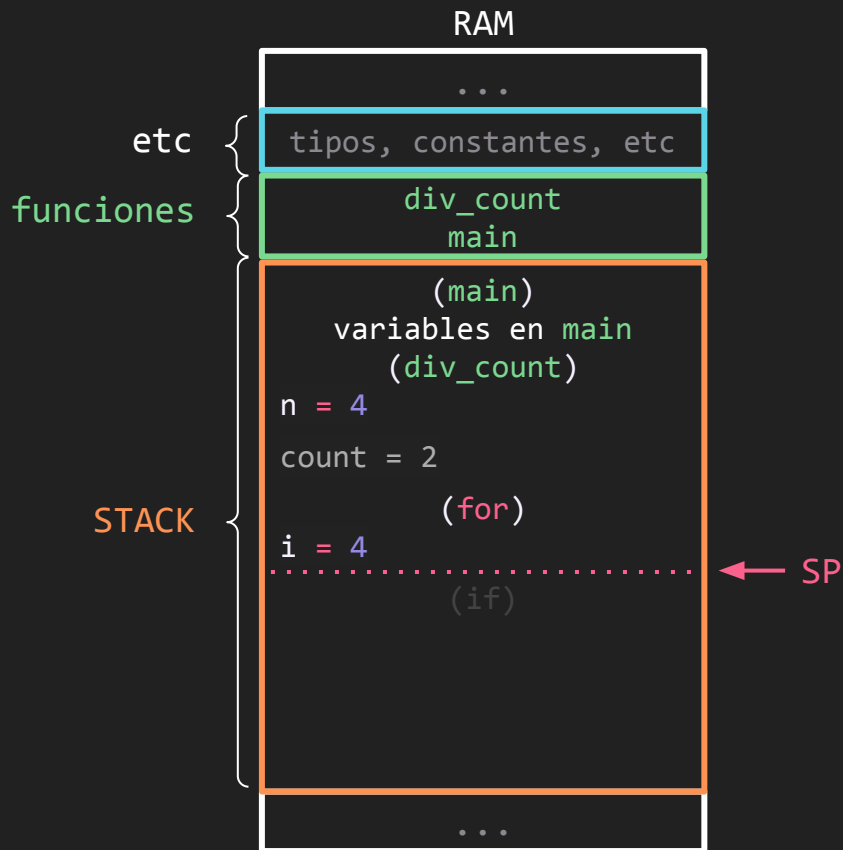 RAM
...
etc
tipos, constantes, etc
funciones
div_count
main
(main)
variables en main
(div_count)
n = 4
count = 2
(for)
STACK
i = 4
SP
(if)
...